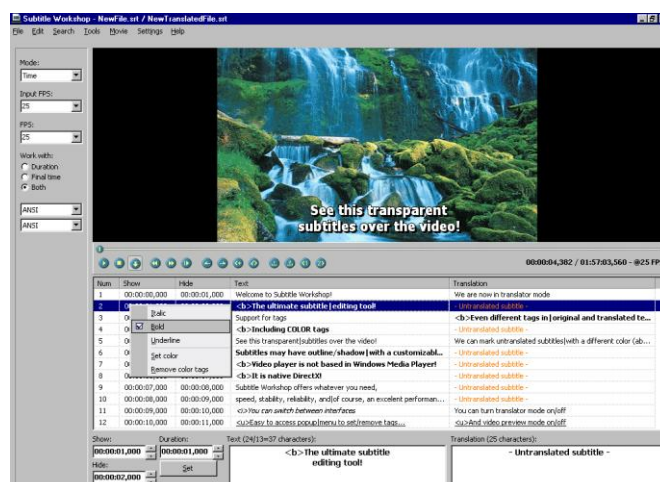 Subtitle Workshop - NewFile.srt / NewTranslatedFile.srt
File Edit Search Tools Movie Settings Help
Mode:
Time
Input FPS:
25
FPS:
25
Work with:
Duration
Final time
Both
ANSI
ANSI
See this transparent
subtitles over the video!
00:00:04,382 / 01:57:03,560 - @25 FP
Num Show Hide Text Translation
1 00:00:00,000 00:00:01,000 Welcome to Subtitle Workshop! We are now in translator mode
2 <b>The ultimate subtitle|editing tool! - Untranslated subtitle -
3 Support for tags <b>Even different tags in|original and translated te...
4 <b>Including COLOR tags - Untranslated subtitle -
5 See this transparent|subtitles over the video! We can mark untranslated subtitles|with a different color (ab...
6 Subtitles may have outline/shadow|with a customizabl... - Untranslated subtitle -
7 <b>Video player is not based in Windows Media Player! - Untranslated subtitle -
8 <b>It is native DirectX! - Untranslated subtitle -
9 00:00:07,000 00:00:08,000 Subtitle Workshop offers whatever you need, - Untranslated subtitle -
10 00:00:08,000 00:00:09,000 speed, stability, reliability, and|of course, an excelent performan... - Untranslated subtitle -
11 00:00:09,000 00:00:10,000 <i>You can switch between interfaces You can turn translator mode on/off
12 00:00:10,000 00:00:11,000 <u>Easy to access popup|menu to set/remove tags... <u>And video preview mode on/off
Italic
Bold
Underline
Set color
Remove color tags
Show: Duration: Text (24/13=37 characters): Translation (25 characters):
00:00:01,000 00:00:01,000 <b>The ultimate subtitle - Untranslated subtitle -
Hide: Set editing tool!
00:00:02,000